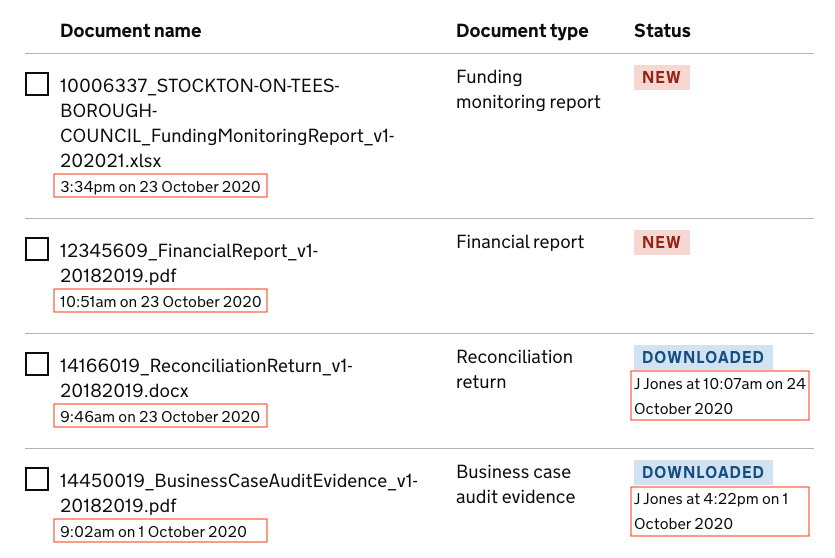 Document name Document type Status
10006337_STOCKTON-ON-TEES-
BOROUGH-
COUNCIL_FundingMonitoringReport_v1-
202021.xlsx
3:34pm on 23 October 2020
Funding
monitoring report
NEW
12345609_FinancialReport_v1-
20182019.pdf
10:51am on 23 October 2020
Financial report
NEW
14166019_ReconciliationReturn_v1-
20182019.docx
9:46am on 23 October 2020
Reconciliation
return
DOWNLOADED
J Jones at 10:07am on 24
October 2020
14450019_BusinessCaseAuditEvidence_v1-
20182019.pdf
9:02am on 1 October 2020
Business case
audit evidence
DOWNLOADED
J Jones at 4:22pm on 1
October 2020